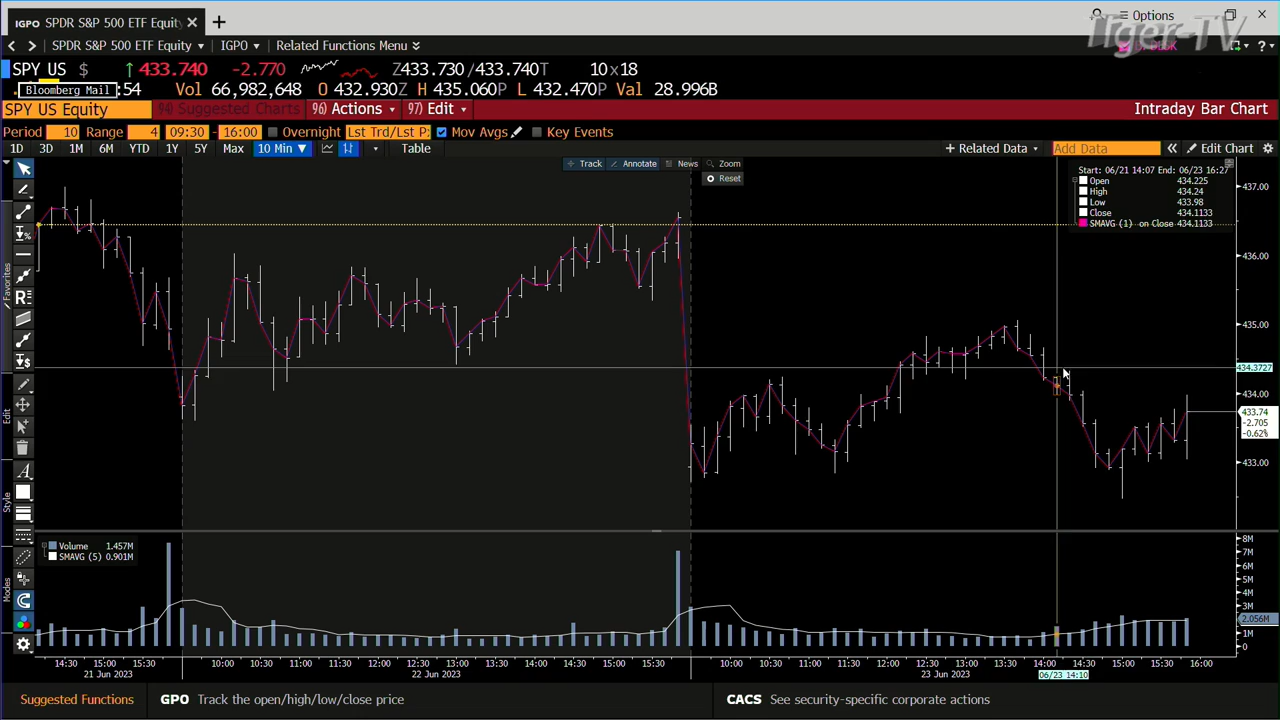 IGPO SPDR S&P 500 ETF Equity × + Options
SPDR S&P 500 ETF Equity IGPO Related Functions Menu
Tiger-TV
SPY US $ 433.740 -2.770 Z433.730/433.740T 10x18
Bloomberg Mail :54 Vol 66,982,648 O 432.930Z H 435.060P L 432.470P Val 28.996B
SPY US Equity 94) Suggested Charts 96) Actions 97) Edit Intraday Bar Chart
Period 10 Range 4 09:30 - 16:00 Overnight Lst Trd/Lst P: Mov Avgs Key Events
1D 3D 1M 6M YTD 1Y 5Y Max 10 Min Table + Related Data Add Data « Edit Chart
Track Annotate News Zoom
Reset
Start: 06/21 14:07 End: 06/23 16:27
Open 434.225
High 434.24
Low 433.98
Close 434.1133
SMAVG (1) on Close 434.1133
437.00
436.00
435.00
434.3727
434.00
433.74
-2.705
-0.62%
433.00
Favorites
Edit
Style
Modes
Volume 1.457M
SMAVG (5) 0.901M
8M
7M
6M
5M
4M
3M
2.056M
1M
0
14:30 15:00 15:30 10:00 10:30 11:00 11:30 12:00 12:30 13:00 13:30 14:00 14:30 15:00 15:30 10:00 10:30 11:00 11:30 12:00 12:30 13:00 13:30 14:00 14:30 15:00 15:30 16:00
21 Jun 2023 22 Jun 2023 23 Jun 2023 06/23 14:10
Suggested Functions GPO Track the open/high/low/close price CACS See security-specific corporate actions